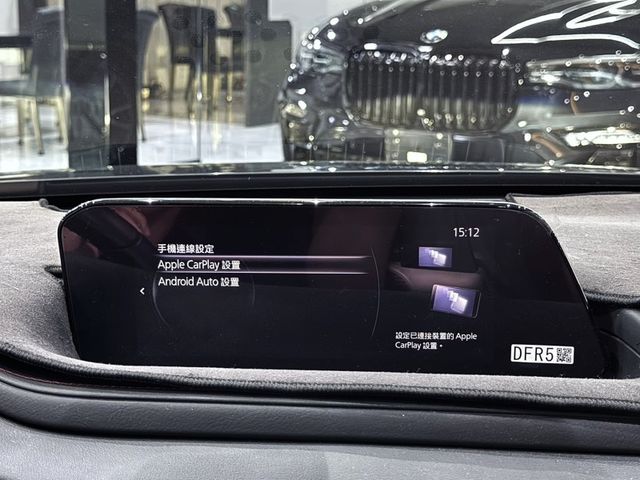 15:12
手機連線設定
Apple CarPlay 設置
Android Auto 設置
設定已連接裝置的 Apple
CarPlay 設置。
DFR5